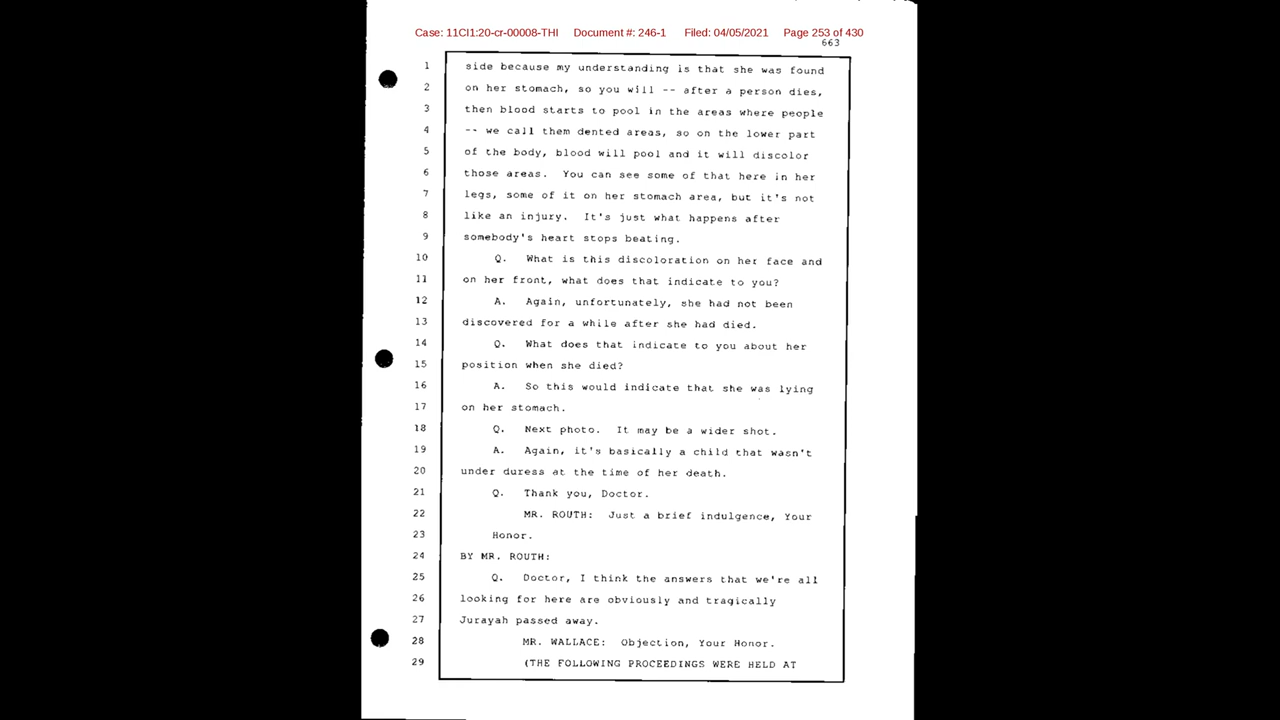 Case: 11CI1:20-cr-00008-THI Document #: 246-1 Filed: 04/05/2021 Page 253 of 430
663
1 side because my understanding is that she was found
2 on her stomach, so you will -- after a person dies,
3 then blood starts to pool in the areas where people
4 -- we call them dented areas, so on the lower part
5 of the body, blood will pool and it will discolor
6 those areas. You can see some of that here in her
7 legs, some of it on her stomach area, but it's not
8 like an injury. It's just what happens after
9 somebody's heart stops beating.
10 Q. What is this discoloration on her face and
11 on her front, what does that indicate to you?
12 A. Again, unfortunately, she had not been
13 discovered for a while after she had died.
14 Q. What does that indicate to you about her
15 position when she died?
16 A. So this would indicate that she was lying
17 on her stomach.
18 Q. Next photo. It may be a wider shot.
19 A. Again, it's basically a child that wasn't
20 under duress at the time of her death.
21 Q. Thank you, Doctor.
22 MR. ROUTH: Just a brief indulgence, Your
23 Honor.
24 BY MR. ROUTH:
25 Q. Doctor, I think the answers that we're all
26 looking for here are obviously and tragically
27 Jurayah passed away.
28 MR. WALLACE: Objection, Your Honor.
29 (THE FOLLOWING PROCEEDINGS WERE HELD AT